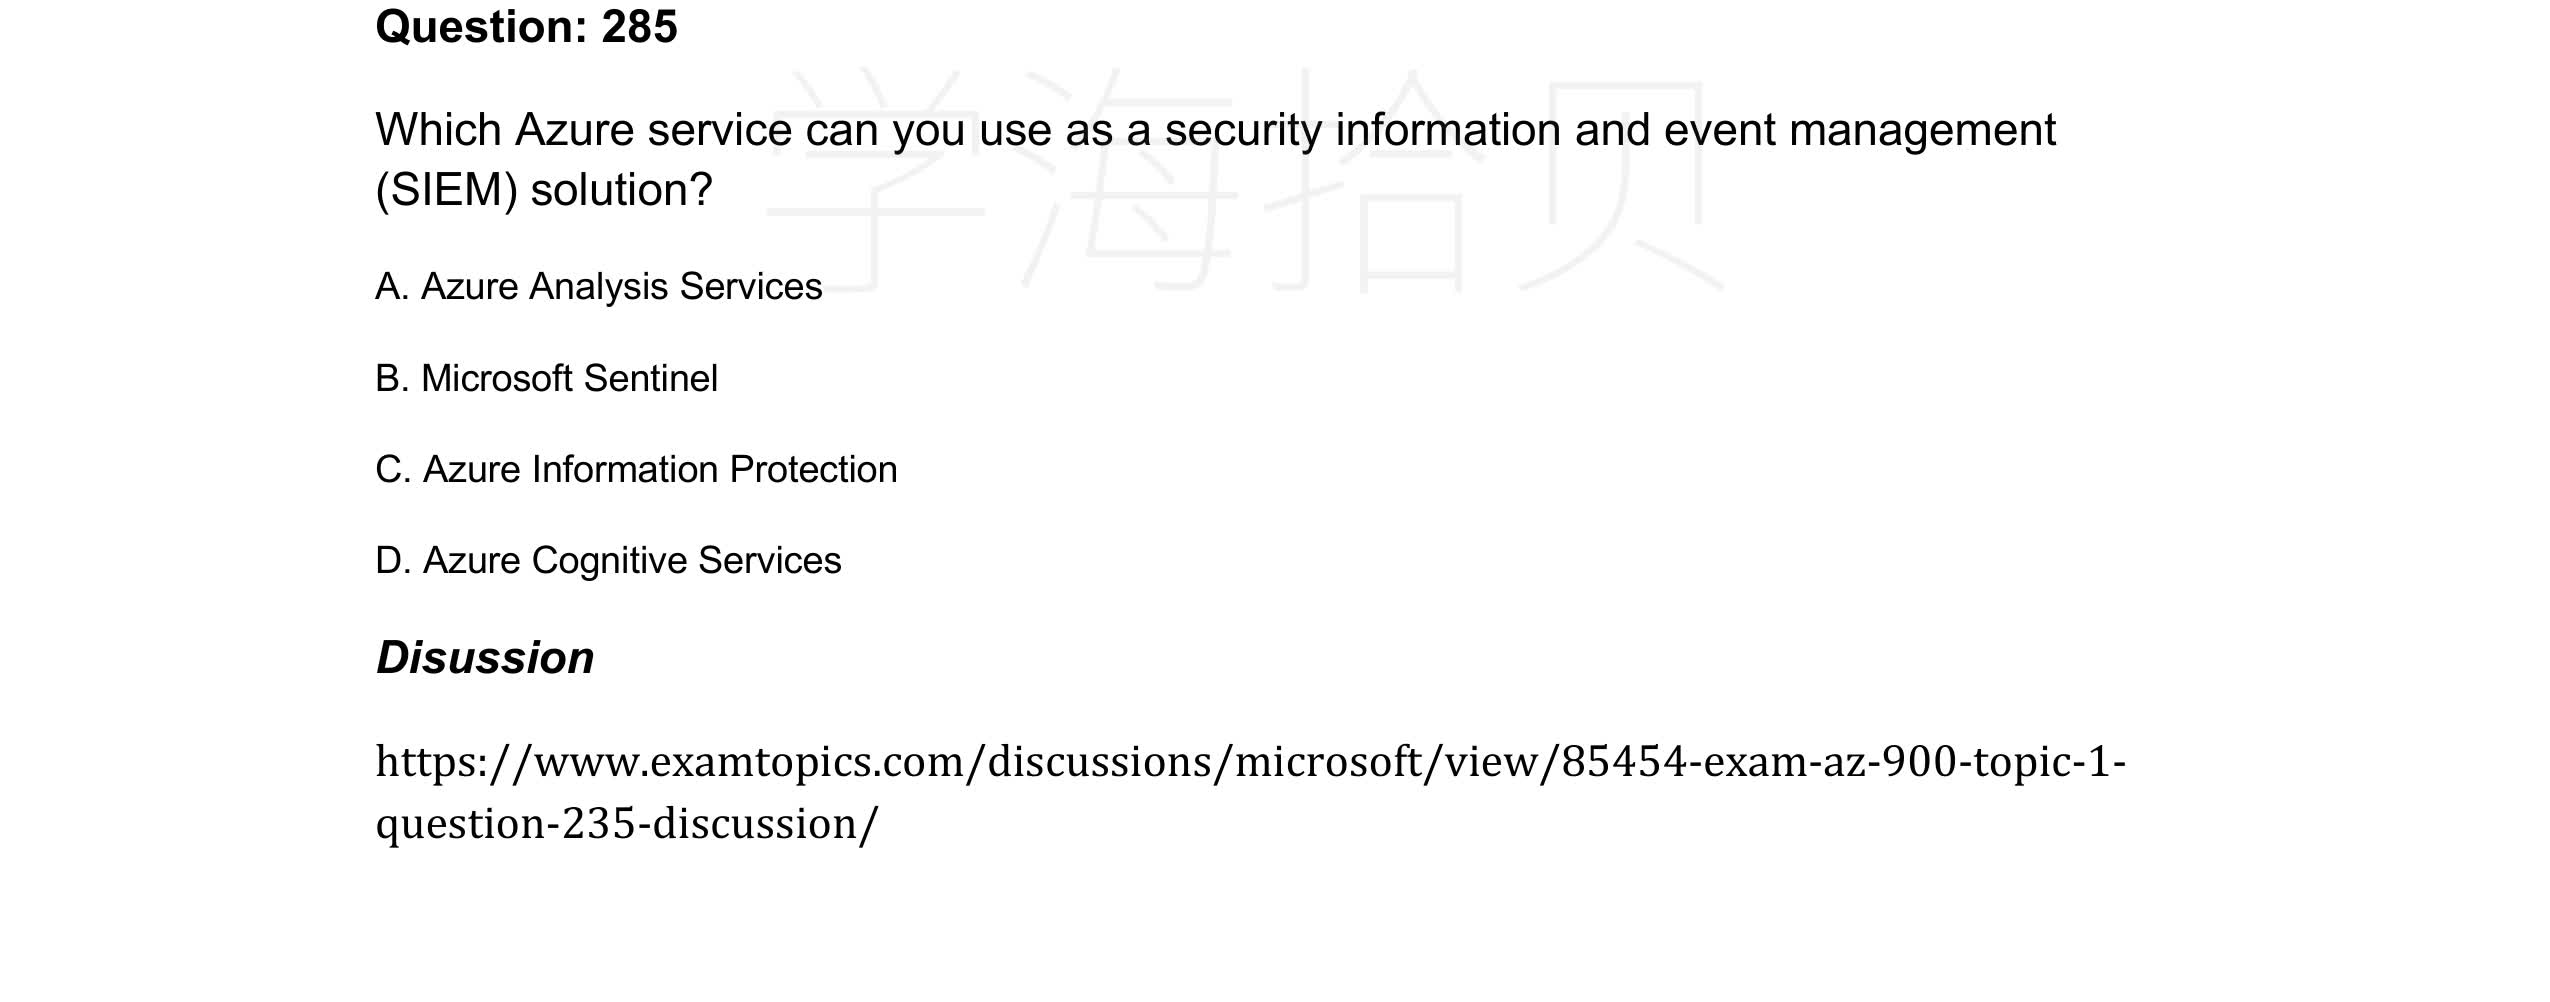 Question: 285
学海拾贝
Which Azure service can you use as a security information and event management
(SIEM) solution?
A. Azure Analysis Services
B. Microsoft Sentinel
C. Azure Information Protection
D. Azure Cognitive Services
Disussion
https://www.examtopics.com/discussions/microsoft/view/85454-exam-az-900-topic-1-
question-235-discussion/